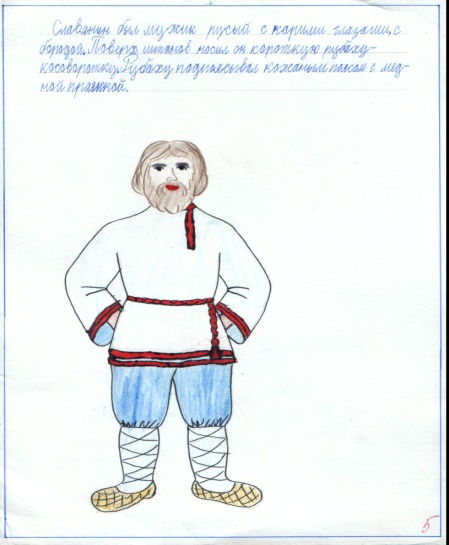 Славянин был мужик русый с карими глазами, с
бородой. Поверх штанов носил он короткую рубаху-
косоворотку. Рубаху подпоясывал кожаным поясом с мед-
ной пряжкой.
5